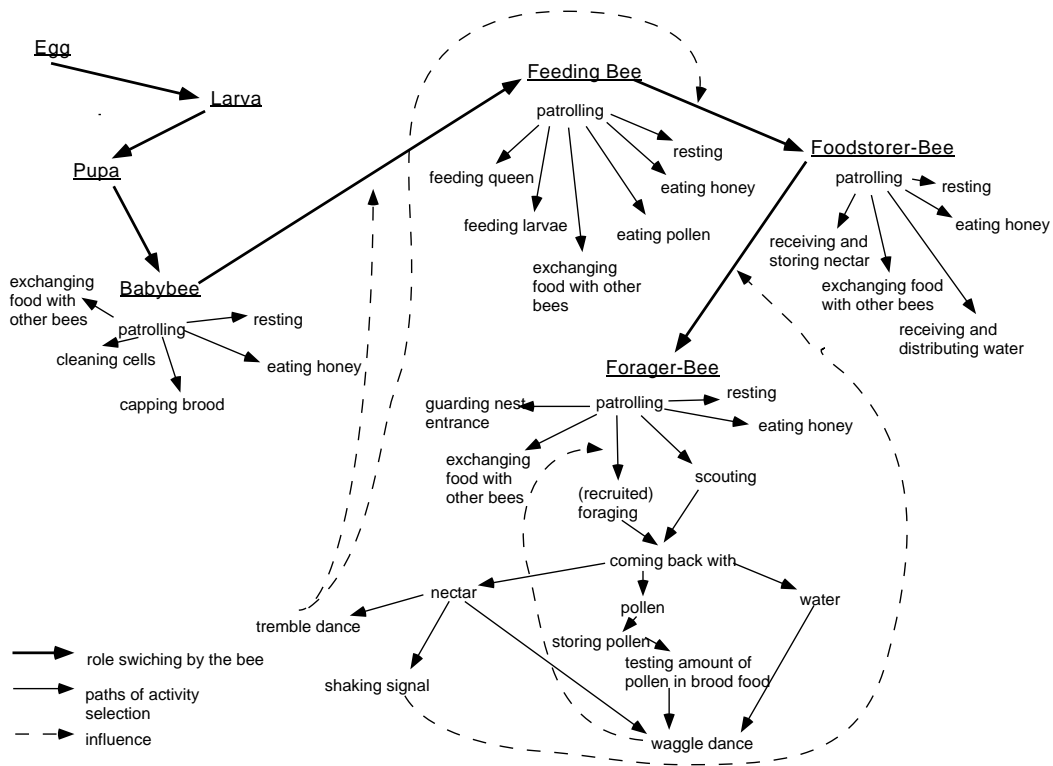 Egg
Larva
Pupa
Babybee
exchanging
food with
other bees
patrolling
resting
cleaning cells
eating honey
capping brood
Feeding Bee
patrolling
resting
feeding queen
eating honey
feeding larvae
eating pollen
exchanging
food with other
bees
Foodstorer-Bee
patrolling
resting
eating honey
receiving and
storing nectar
exchanging food
with other bees
receiving and
distributing water
Forager-Bee
guarding nest
entrance
patrolling
resting
eating honey
exchanging
food with
other bees
scouting
(recruited)
foraging
coming back with
nectar
pollen
water
tremble dance
storing pollen
testing amount of
pollen in brood food
shaking signal
waggle dance
role swiching by the bee
paths of activity
selection
influence